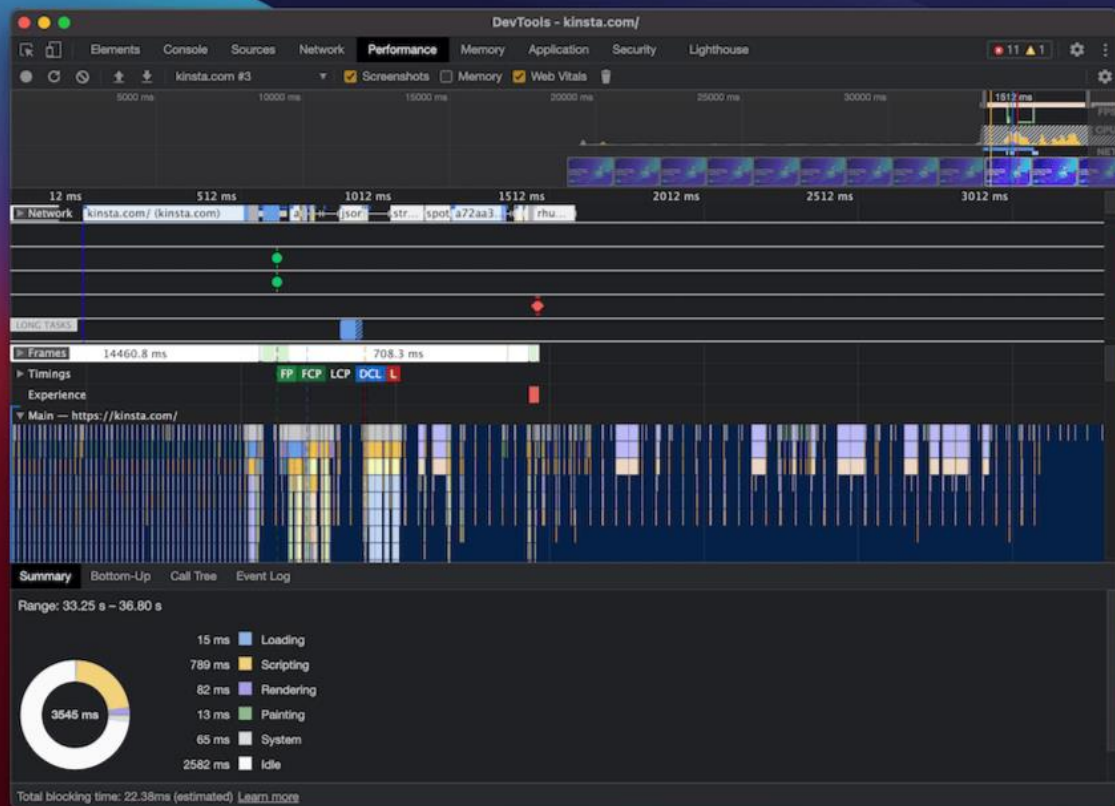 DevTools - kinsta.com/
Elements Console Sources Network Performance Memory Application Security Lighthouse 11 1
kinsta.com #3 Screenshots Memory Web Vitals
5000 ms 10000 ms 15000 ms 20000 ms 25000 ms 30000 ms 1512 ms
FPS
CPU
NET
12 ms 512 ms 1012 ms 1512 ms 2012 ms 2512 ms 3012 ms
Network kinsta.com/ (kinsta.com) a jsor str... spot a72aa3... rhu...
LONG TASKS
Frames 14460.8 ms 708.3 ms
Timings FP FCP LCP DCL L
Experience
Main — https://kinsta.com/
Summary Bottom-Up Call Tree Event Log
Range: 33.25 s – 36.80 s
15 ms Loading
789 ms Scripting
82 ms Rendering
3545 ms 13 ms Painting
65 ms System
2582 ms Idle
Total blocking time: 22.38ms (estimated) Learn more